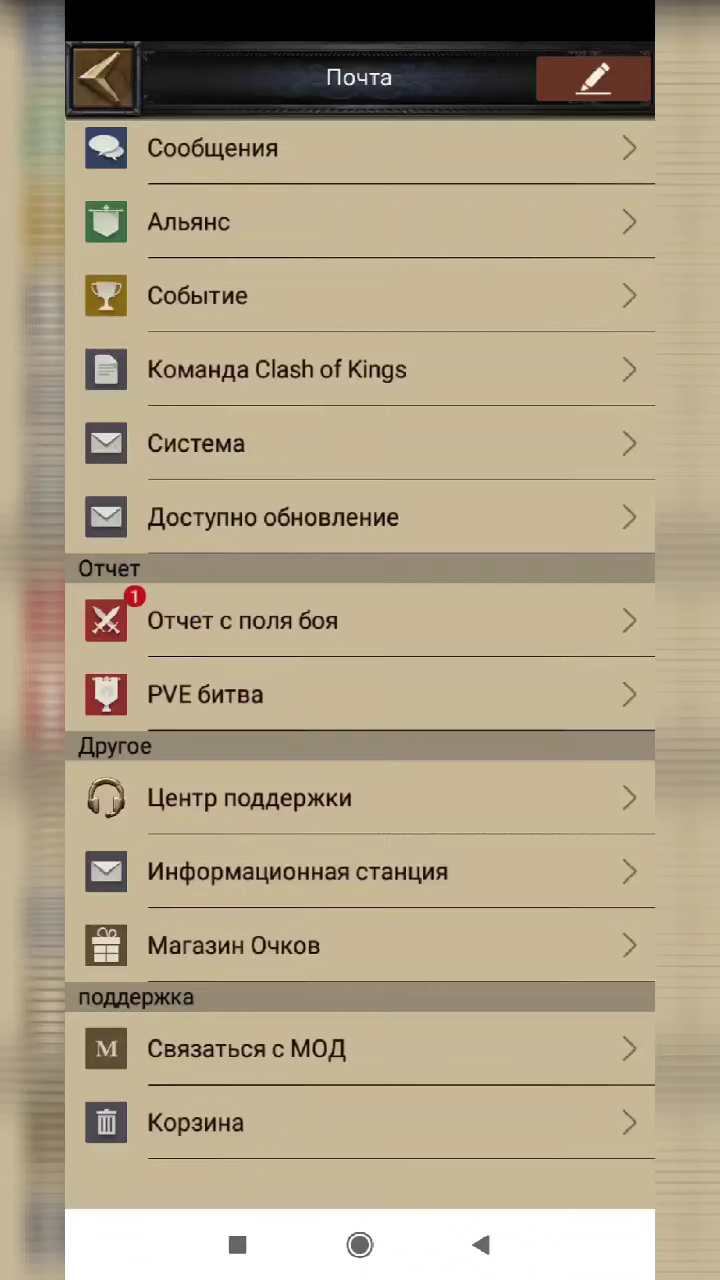 Почта
Сообщения
Альянс
Событие
Команда Clash of Kings
Система
Доступно обновление
Отчет
1
Отчет с поля боя
PVE битва
Другое
Центр поддержки
Информационная станция
Магазин Очков
поддержка
M
Связаться с МОД
Корзина